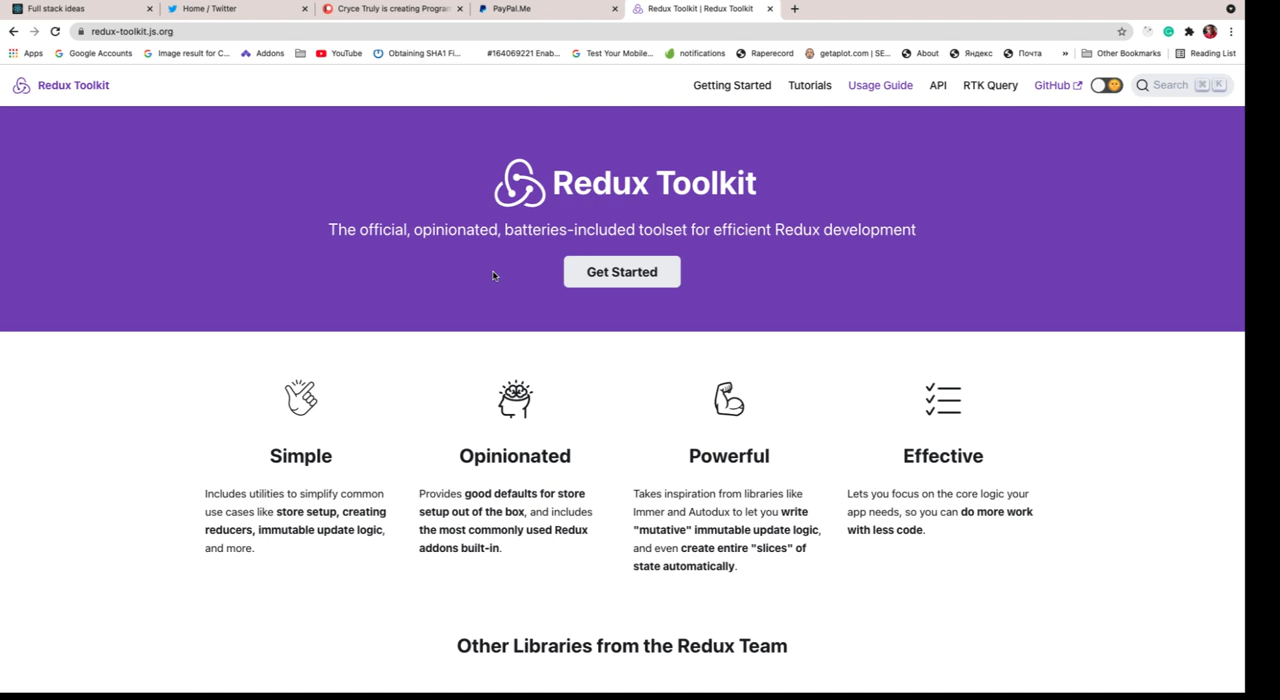 Full stack ideas
Home / Twitter
Cryce Truly is creating Program
PayPal.Me
Redux Toolkit | Redux Toolkit
redux-toolkit.js.org
Apps
Google Accounts
Image result for C...
Addons
YouTube
Obtaining SHA1 Fi...
#164069221 Enab...
Test Your Mobile...
notifications
Raperecord
getaplot.com | SE...
About
Яндекс
Почта
»
Other Bookmarks
Reading List
Redux Toolkit
Getting Started
Tutorials
Usage Guide
API
RTK Query
GitHub
Search
⌘ K
Redux Toolkit
The official, opinionated, batteries-included toolset for efficient Redux development
Get Started
Simple
Includes utilities to simplify common
use cases like store setup, creating
reducers, immutable update logic,
and more.
Opinionated
Provides good defaults for store
setup out of the box, and includes
the most commonly used Redux
addons built-in.
Powerful
Takes inspiration from libraries like
Immer and Autodux to let you write
"mutative" immutable update logic,
and even create entire "slices" of
state automatically.
Effective
Lets you focus on the core logic your
app needs, so you can do more work
with less code.
Other Libraries from the Redux Team